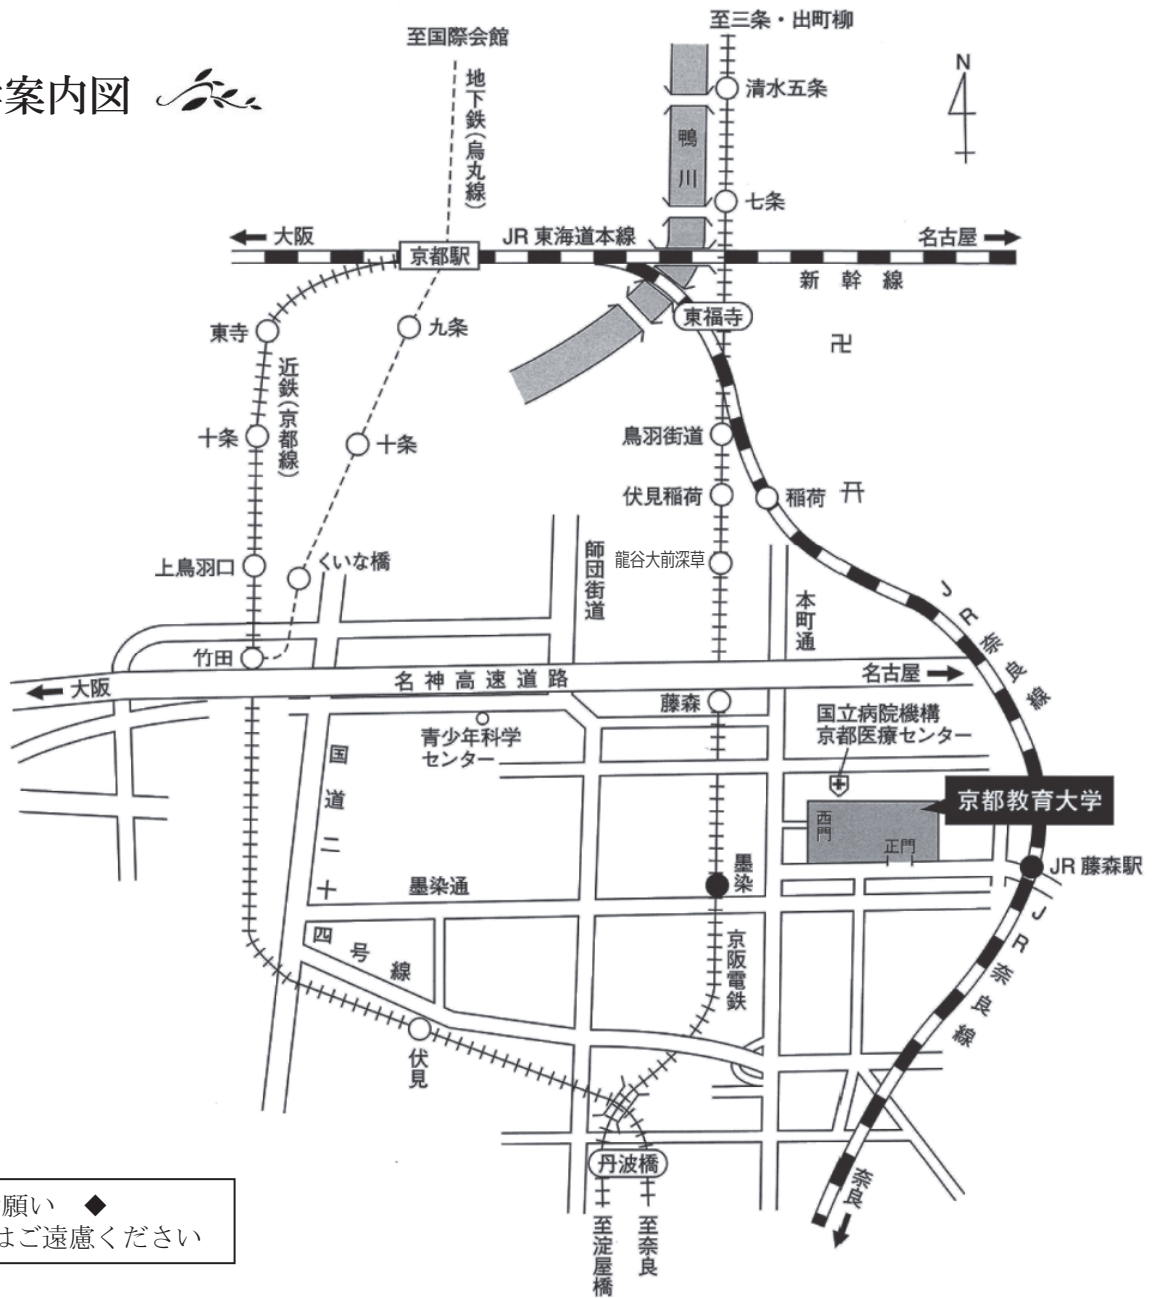 至三条・出町柳
至国際会館
案内図
地下鉄(烏丸線)
清水五条
N
鴨川
七条
大阪
JR 東海道本線
名古屋
京都駅
新幹線
東寺
九条
東福寺
卍
近鉄(京都線)
十条
十条
鳥羽街道
伏見稲荷
稲荷
上鳥羽口
くいな橋
師団街道
龍谷大前深草
本町通
JR奈良線
竹田
大阪
名神高速道路
名古屋
藤森
国立病院機構
京都医療センター
青少年科学
センター
国道二十四号線
京都教育大学
西門
正門
墨染
JR 藤森駅
墨染通
京阪電鉄
JR奈良線
伏見
丹波橋
奈良
願い ◆
はご遠慮ください
至淀屋橋
至奈良